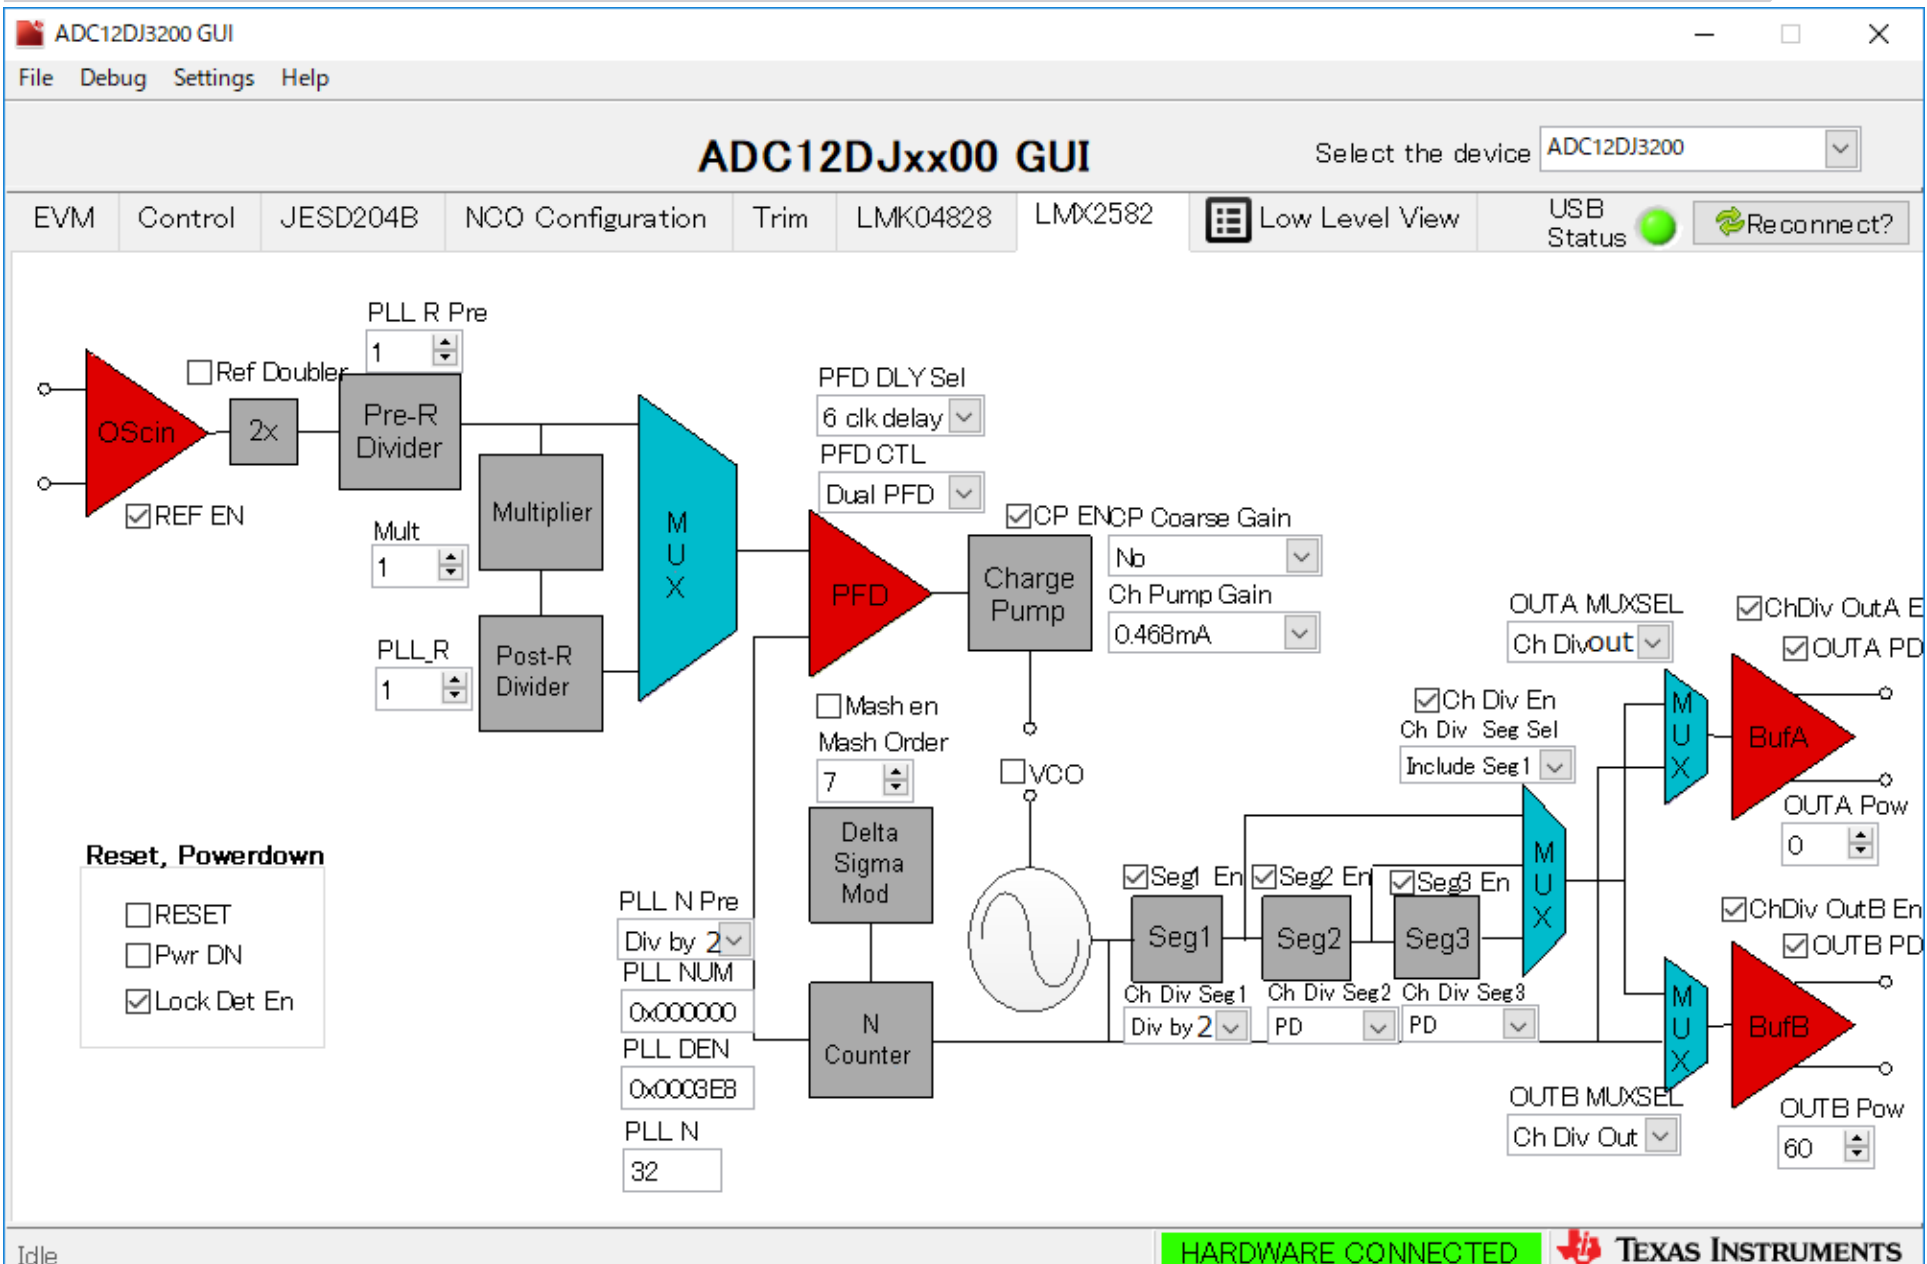 ADC12DJ3200 GUI
File Debug Settings Help
ADC12DJxx00 GUI
Select the device ADC12DJ3200
EVM Control JESD204B NCO Configuration Trim LMK04828 LMX2582 Low Level View
USB Status
Reconnect?
PLL R Pre
1
Ref Doubler
OScin
2x
Pre-R
Divider
REF EN
Mult
1
Multiplier
PLL_R
1
Post-R
Divider
MUX
PFD DLY Sel
6 clk delay
PFD CTL
Dual PFD
PFD
CP EN
CP Coarse Gain
No
Charge
Pump
Ch Pump Gain
0.468mA
Mash en
Mash Order
7
VCO
Delta
Sigma
Mod
PLL N Pre
Div by 2
PLL NUM
0x000000
PLL DEN
0x0003E8
PLL N
32
N
Counter
Reset, Powerdown
RESET
Pwr DN
Lock Det En
Seg1 En
Seg2 En
Seg3 En
Seg1
Seg2
Seg3
Ch Div Seg1
Div by 2
Ch Div Seg2
PD
Ch Div Seg3
PD
Ch Div En
Ch Div Seg Sel
Include Seg1
MUX
OUTA MUXSEL
Ch Divout
ChDiv OutA E
OUTA PD
MUX
BufA
OUTA Pow
0
ChDiv OutB En
OUTB PD
MUX
BufB
OUTB MUXSEL
Ch Div Out
OUTB Pow
60
Idle
HARDWARE CONNECTED
TEXAS INSTRUMENTS